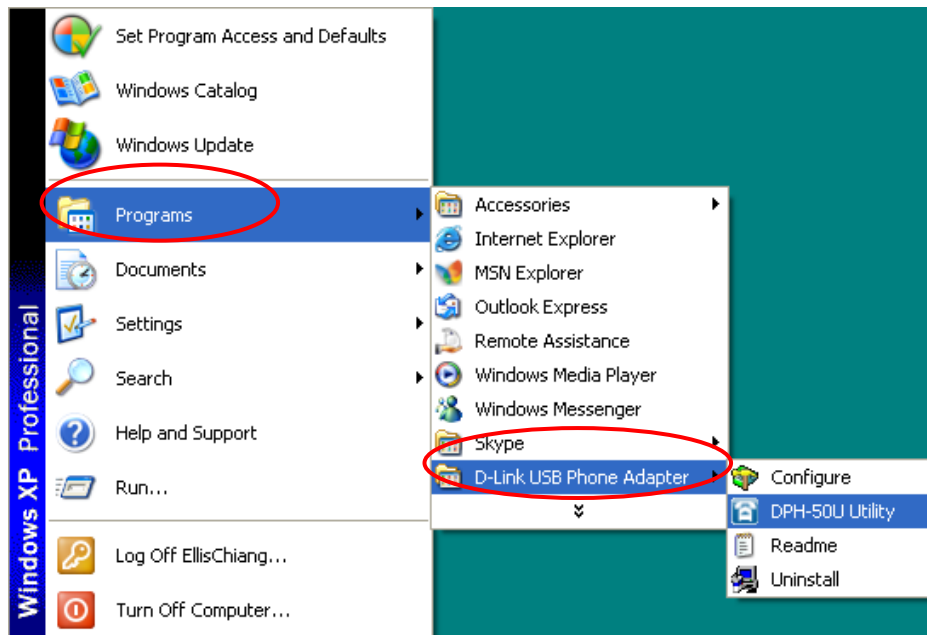 Set Program Access and Defaults
Windows Catalog
Windows Update
Programs
Documents
Settings
Search
Help and Support
Run...
Log Off EllisChiang...
Turn Off Computer...
Windows XP Professional
Accessories
Internet Explorer
MSN Explorer
Outlook Express
Remote Assistance
Windows Media Player
Windows Messenger
Skype
D-Link USB Phone Adapter
Configure
DPH-50U Utility
Readme
Uninstall